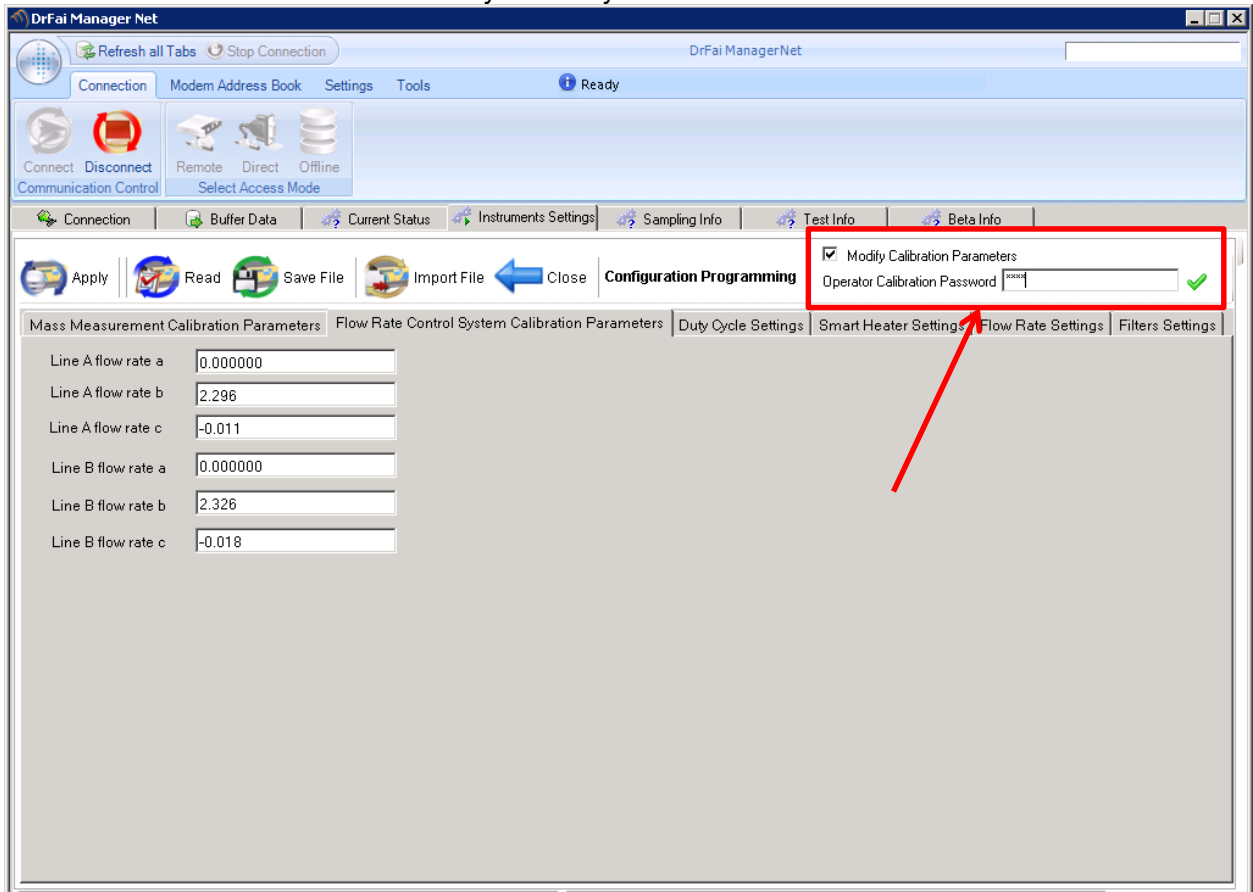 DrFai Manager Net
Refresh all Tabs Stop Connection DrFai ManagerNet
Connection Modem Address Book Settings Tools Ready
Connect Disconnect Remote Direct Offline
Communication Control Select Access Mode
Connection Buffer Data Current Status Instruments Settings Sampling Info Test Info Beta Info
Modify Calibration Parameters
Apply Read Save File Import File Close Configuration Programming
Operator Calibration Password xxxx
Mass Measurement Calibration Parameters Flow Rate Control System Calibration Parameters Duty Cycle Settings Smart Heater Settings Flow Rate Settings Filters Settings
Line A flow rate a 0.000000
Line A flow rate b 2.296
Line A flow rate c -0.011
Line B flow rate a 0.000000
Line B flow rate b 2.326
Line B flow rate c -0.018